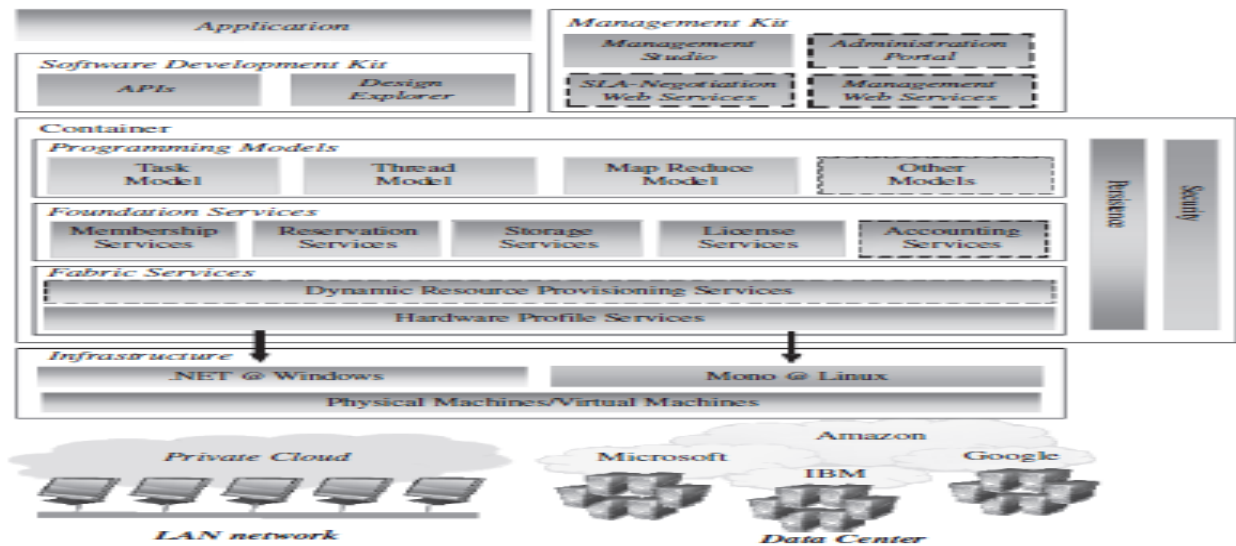 Application
Management Kit
Management
Studio
Administration
Portal
Software Development Kit
APIs
Design
Explorer
SLA-Negotiation
Web Services
Management
Web Services
Container
Programming Models
Task
Model
Thread
Model
Map Reduce
Model
Other
Models
Foundation Services
Membership
Services
Reservation
Services
Storage
Services
License
Services
Accounting
Services
Fabric Services
Dynamic Resource Provisioning Services
Hardware Profile Services
Persistence
Security
Infrastructure
.NET @ Windows
Mono @ Linux
Physical Machines/Virtual Machines
Private Cloud
LAN network
Amazon
Microsoft
Google
IBM
Data Center